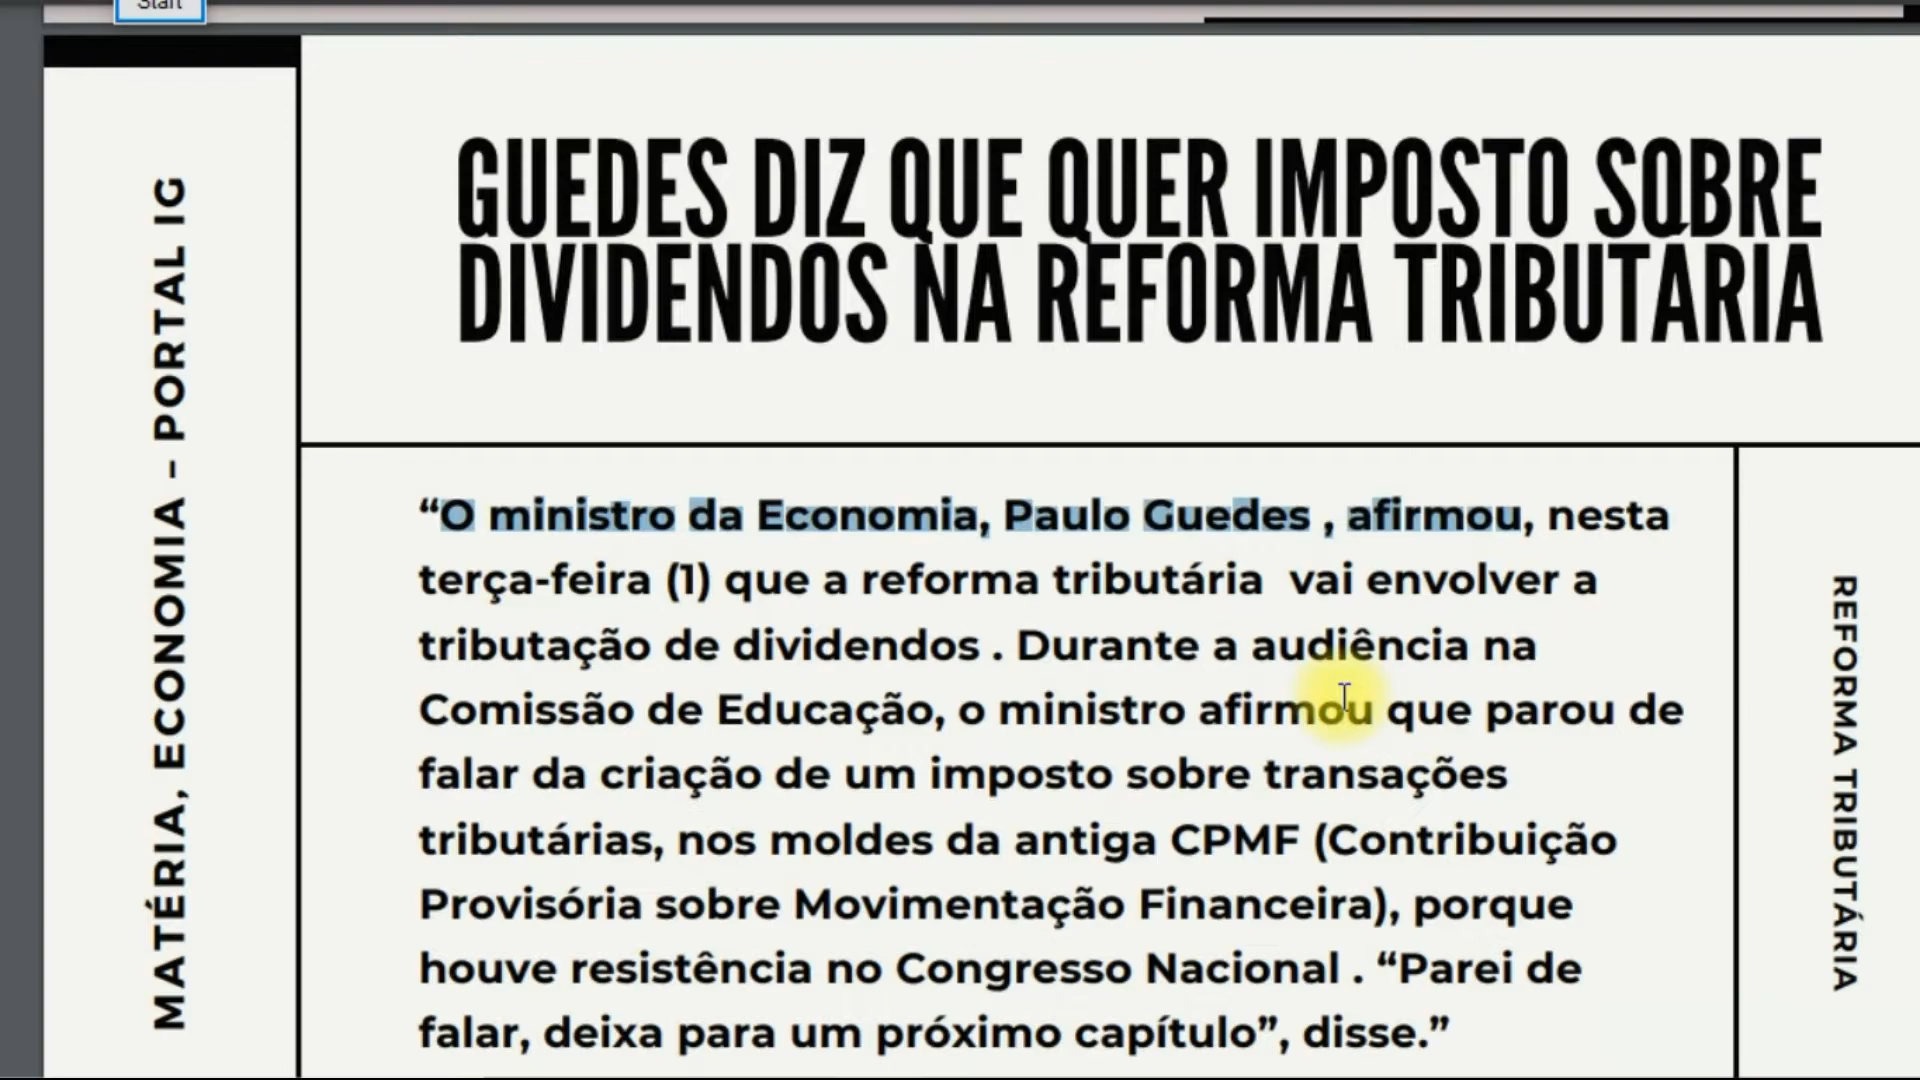 Start
MATÉRIA, ECONOMIA – PORTAL IG
GUEDES DIZ QUE QUER IMPOSTO SOBRE
DIVIDENDOS NA REFORMA TRIBUTÁRIA
“O ministro da Economia, Paulo Guedes , afirmou, nesta
terça-feira (1) que a reforma tributária  vai envolver a
tributação de dividendos . Durante a audiência na
Comissão de Educação, o ministro afirmou que parou de
falar da criação de um imposto sobre transações
tributárias, nos moldes da antiga CPMF (Contribuição
Provisória sobre Movimentação Financeira), porque
houve resistência no Congresso Nacional . “Parei de
falar, deixa para um próximo capítulo”, disse.”
REFORMA TRIBUTÁRIA